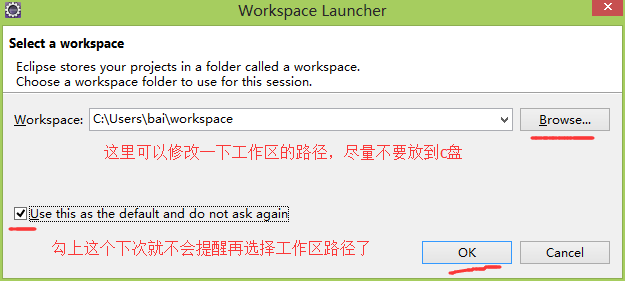 Workspace Launcher
Select a workspace
Eclipse stores your projects in a folder called a workspace.
Choose a workspace folder to use for this session.
Workspace: C:\Users\bai\workspace Browse...
这里可以修改一下工作区的路径，尽量不要放到c盘
Use this as the default and do not ask again
勾上这个下次就不会提醒再选择工作区路径了
OK Cancel